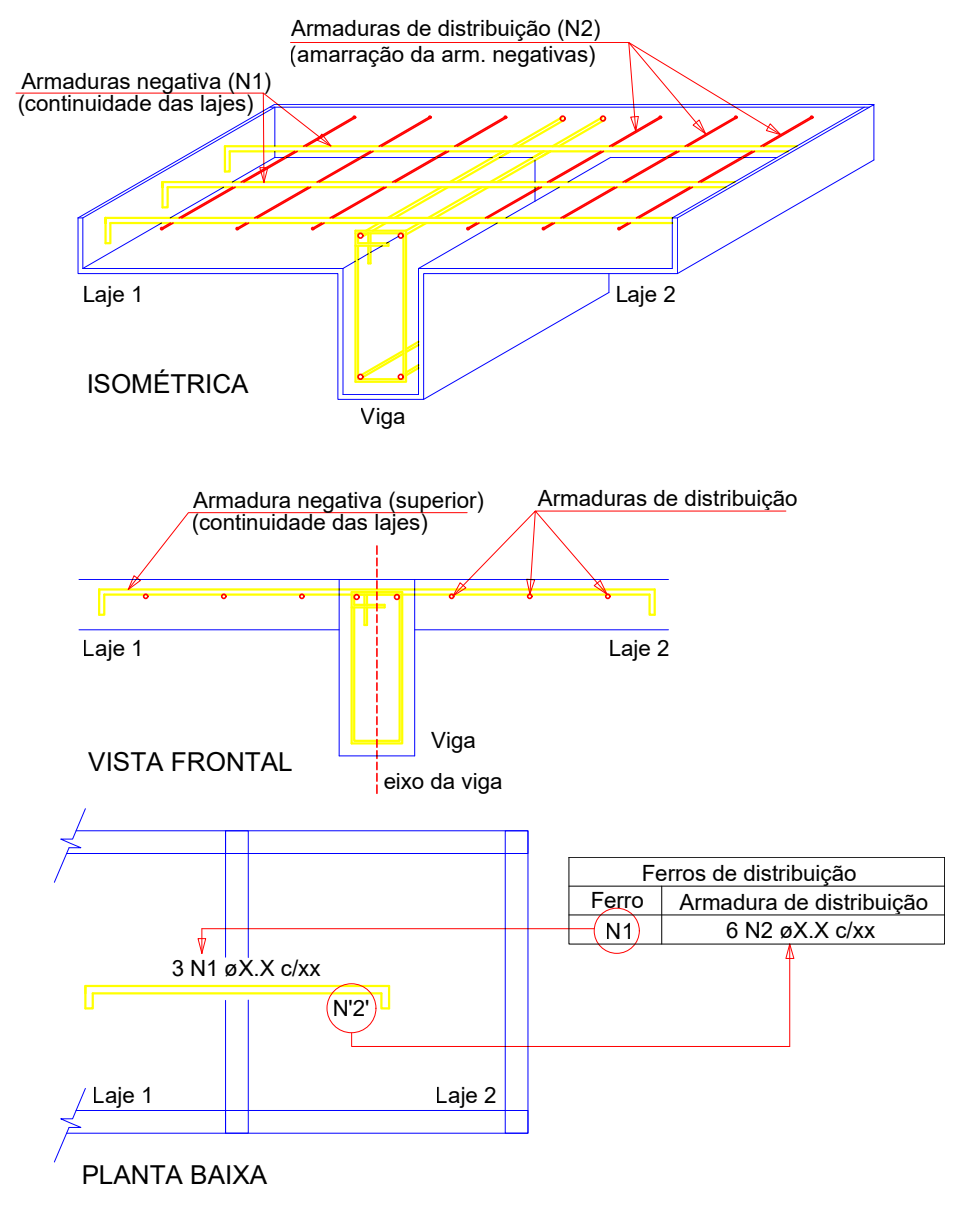 Armaduras de distribuição (N2)
(amarração da arm. negativas)
Armaduras negativa (N1)
(continuidade das lajes)
Laje 1
Laje 2
ISOMÉTRICA
Viga
Armadura negativa (superior)
(continuidade das lajes)
Armaduras de distribuição
Laje 1
Laje 2
Viga
VISTA FRONTAL
eixo da viga
Ferros de distribuição
Ferro Armadura de distribuição
N1 6 N2 øX.X c/xx
3 N1 øX.X c/xx
N'2'
Laje 1
Laje 2
PLANTA BAIXA